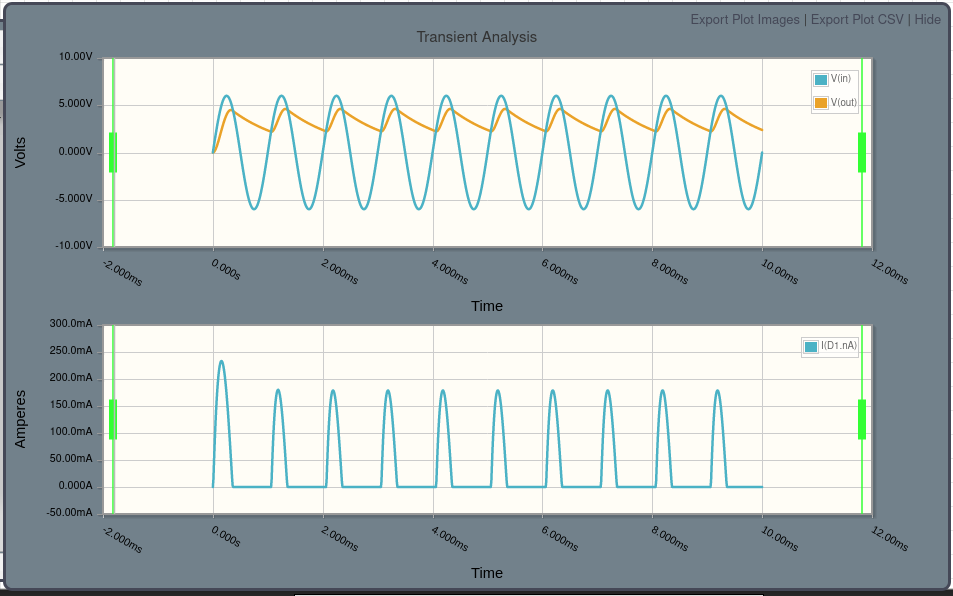 Export Plot Images | Export Plot CSV | Hide
Transient Analysis
10.00V
5.000V
0.000V
-5.000V
-10.00V
Volts
V(in)
V(out)
-2.000ms
0.000s
2.000ms
4.000ms
6.000ms
8.000ms
10.00ms
12.00ms
Time
300.0mA
250.0mA
200.0mA
150.0mA
100.0mA
50.00mA
0.000A
-50.00mA
Amperes
I(D1.nA)
-2.000ms
0.000s
2.000ms
4.000ms
6.000ms
8.000ms
10.00ms
12.00ms
Time